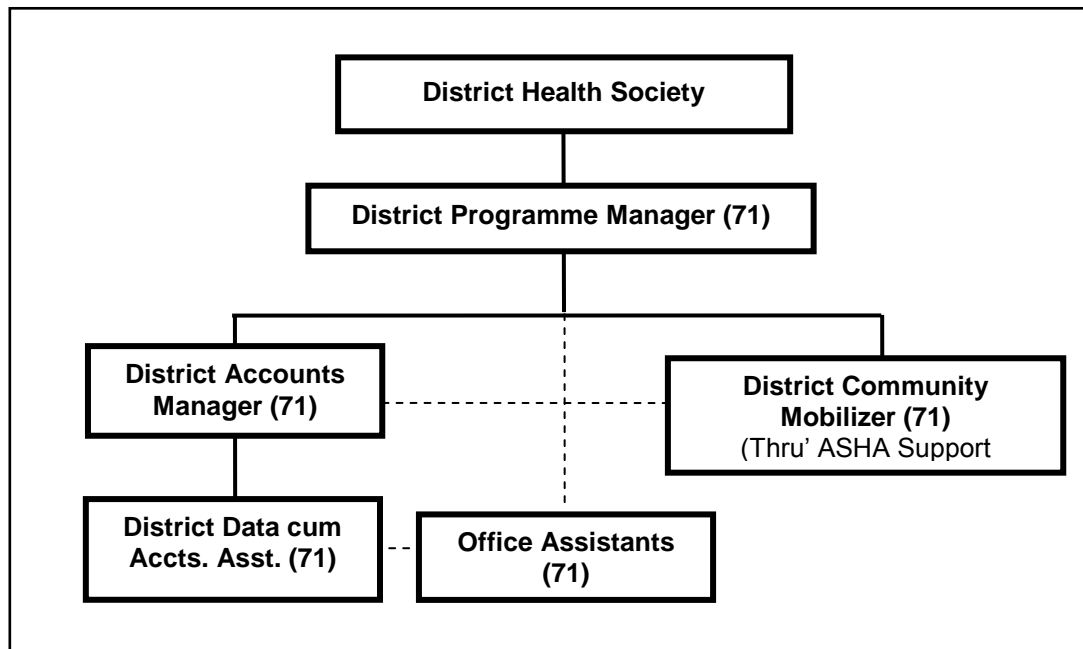 District Health Society
District Programme Manager (71)
District Accounts
Manager (71)
District Community
Mobilizer (71)
(Thru’ ASHA Support
District Data cum
Accts. Asst. (71)
Office Assistants
(71)